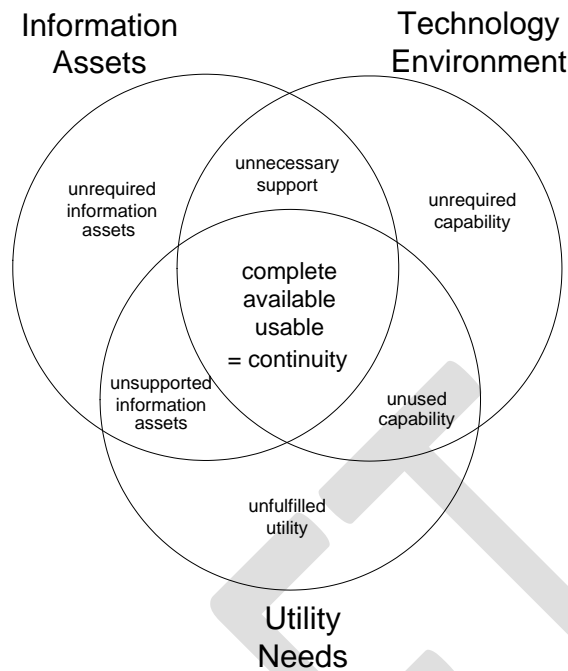 Information
Assets
Technology
Environment
unnecessary
support
unrequired
information
assets
unrequired
capability
complete
available
usable
= continuity
unsupported
information
assets
unused
capability
unfulfilled
utility
Utility
Needs